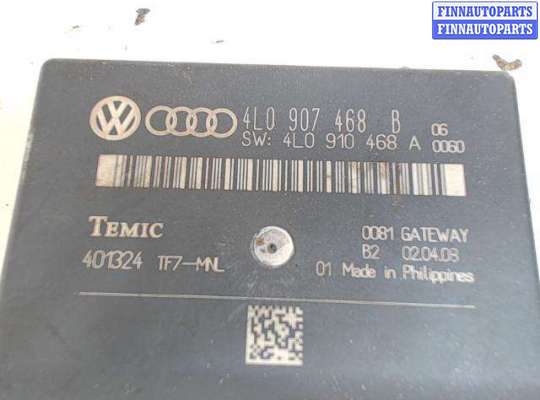 FINNAUTOPARTS
FINNAUTOPARTS
4L0 907 468 B 06
SW: 4L0 910 468 A 0060
TEMIC
0081 GATEWAY
401324 TF7-MNL
B2 02.04.08
01 Made in Philippines